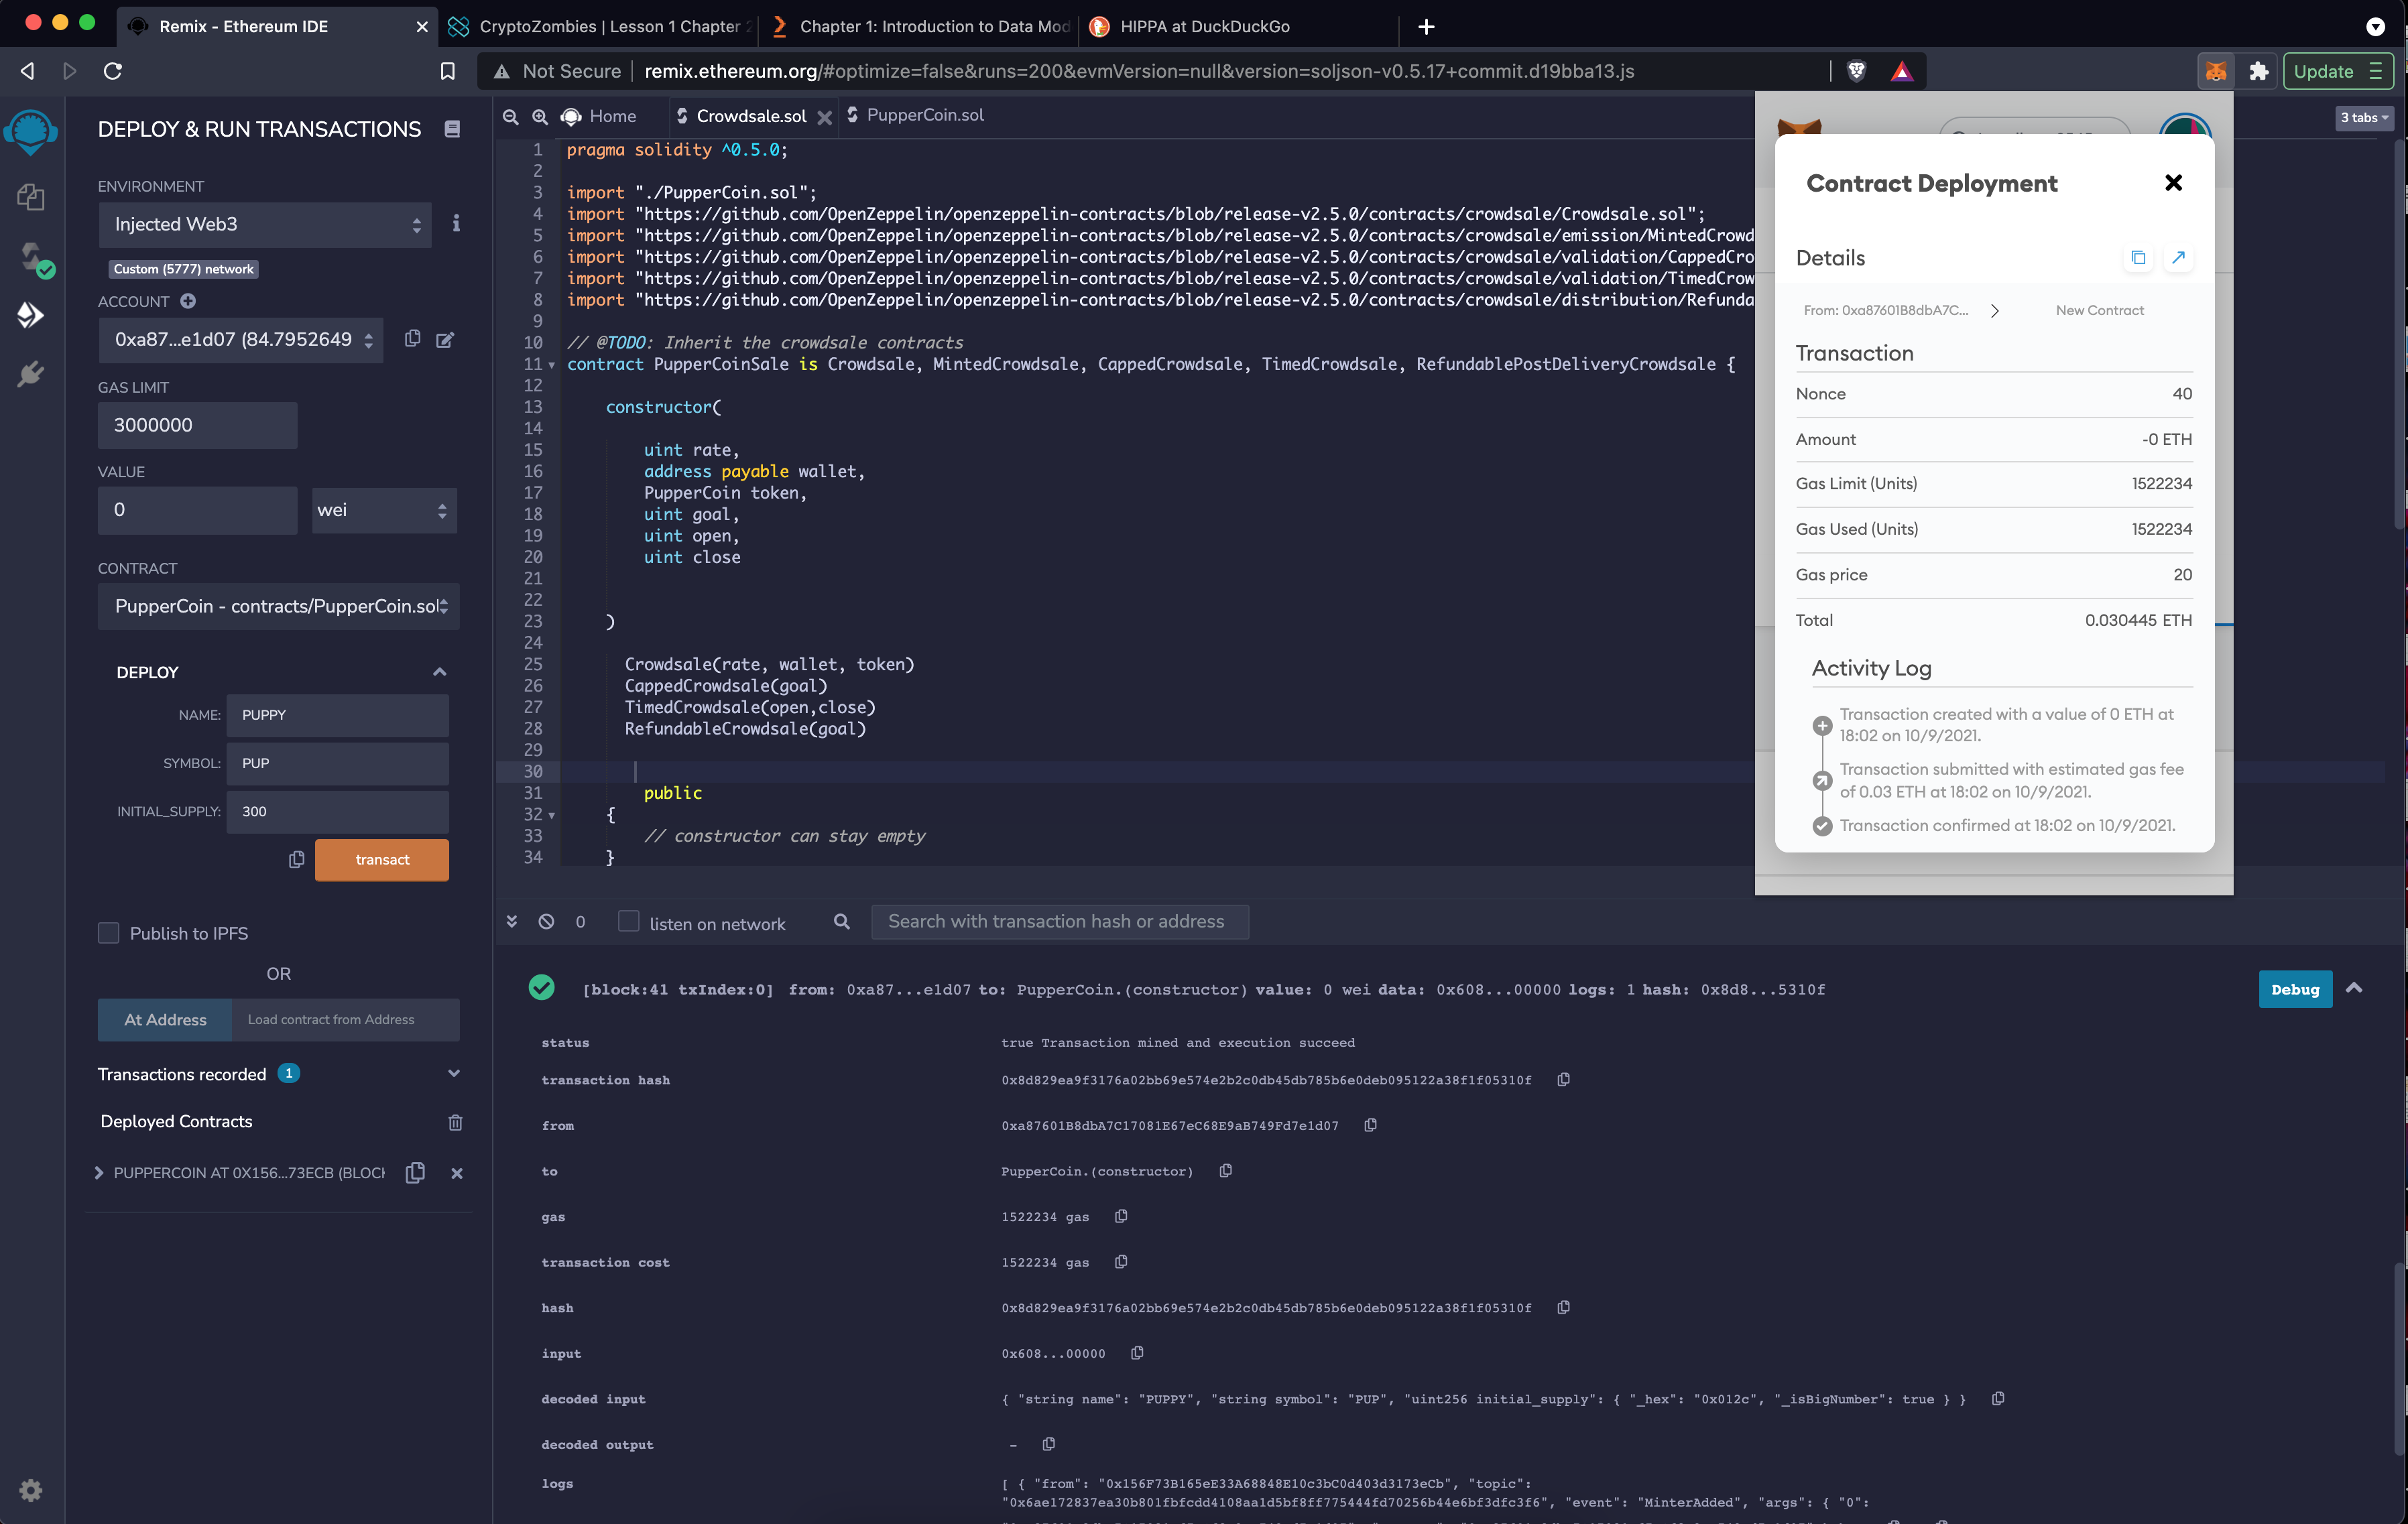 Remix - Ethereum IDE
CryptoZombies | Lesson 1 Chapter 2
Chapter 1: Introduction to Data Mod
HIPPA at DuckDuckGo
Not Secure | remix.ethereum.org/#optimize=false&runs=200&evmVersion=null&version=soljson-v0.5.17+commit.d19bba13.js
Update
DEPLOY & RUN TRANSACTIONS
ENVIRONMENT
Injected Web3
Custom (5777) network
ACCOUNT
0xa87...e1d07 (84.7952649
GAS LIMIT
3000000
VALUE
0
wei
CONTRACT
PupperCoin - contracts/PupperCoin.sol
DEPLOY
NAME: PUPPY
SYMBOL: PUP
INITIAL_SUPPLY: 300
transact
Publish to IPFS
OR
At Address
Load contract from Address
Transactions recorded 1
Deployed Contracts
PUPPERCOIN AT 0X156...73ECB (BLOCK
Home
Crowdsale.sol
PupperCoin.sol
3 tabs
1 pragma solidity ^0.5.0;
2
3 import "./PupperCoin.sol";
4 import "https://github.com/OpenZeppelin/openzeppelin-contracts/blob/release-v2.5.0/contracts/crowdsale/Crowdsale.sol";
5 import "https://github.com/OpenZeppelin/openzeppelin-contracts/blob/release-v2.5.0/contracts/crowdsale/emission/MintedCrowd
6 import "https://github.com/OpenZeppelin/openzeppelin-contracts/blob/release-v2.5.0/contracts/crowdsale/validation/CappedCro
7 import "https://github.com/OpenZeppelin/openzeppelin-contracts/blob/release-v2.5.0/contracts/crowdsale/validation/TimedCrow
8 import "https://github.com/OpenZeppelin/openzeppelin-contracts/blob/release-v2.5.0/contracts/crowdsale/distribution/Refunda
9
10 // @TODO: Inherit the crowdsale contracts
11 contract PupperCoinSale is Crowdsale, MintedCrowdsale, CappedCrowdsale, TimedCrowdsale, RefundablePostDeliveryCrowdsale {
12
13 constructor(
14
15 uint rate,
16 address payable wallet,
17 PupperCoin token,
18 uint goal,
19 uint open,
20 uint close
21
22
23 )
24
25 Crowdsale(rate, wallet, token)
26 CappedCrowdsale(goal)
27 TimedCrowdsale(open,close)
28 RefundableCrowdsale(goal)
29
30
31 public
32 {
33 // constructor can stay empty
34 }
Contract Deployment
Details
From: 0xa87601B8dbA7C...
New Contract
Transaction
Nonce 40
Amount -0 ETH
Gas Limit (Units) 1522234
Gas Used (Units) 1522234
Gas price 20
Total 0.030445 ETH
Activity Log
Transaction created with a value of 0 ETH at
18:02 on 10/9/2021.
Transaction submitted with estimated gas fee
of 0.03 ETH at 18:02 on 10/9/2021.
Transaction confirmed at 18:02 on 10/9/2021.
0
listen on network
Search with transaction hash or address
[block:41 txIndex:0] from: 0xa87...e1d07 to: PupperCoin.(constructor) value: 0 wei data: 0x608...00000 logs: 1 hash: 0x8d8...5310f
Debug
status true Transaction mined and execution succeed
transaction hash 0x8d829ea9f3176a02bb69e574e2b2c0db45db785b6e0deb095122a38f1f05310f
from 0xa87601B8dbA7C17081E67eC68E9aB749Fd7e1d07
to PupperCoin.(constructor)
gas 1522234 gas
transaction cost 1522234 gas
hash 0x8d829ea9f3176a02bb69e574e2b2c0db45db785b6e0deb095122a38f1f05310f
input 0x608...00000
decoded input { "string name": "PUPPY", "string symbol": "PUP", "uint256 initial_supply": { "_hex": "0x012c", "_isBigNumber": true } }
decoded output -
logs [ { "from": "0x156F73B165eE33A68848E10c3bC0d403d3173eCb", "topic":
"0x6ae172837ea30b801fbfcdd4108aa1d5bf8ff775444fd70256b44e6bf3dfc3f6", "event": "MinterAdded", "args": { "0":